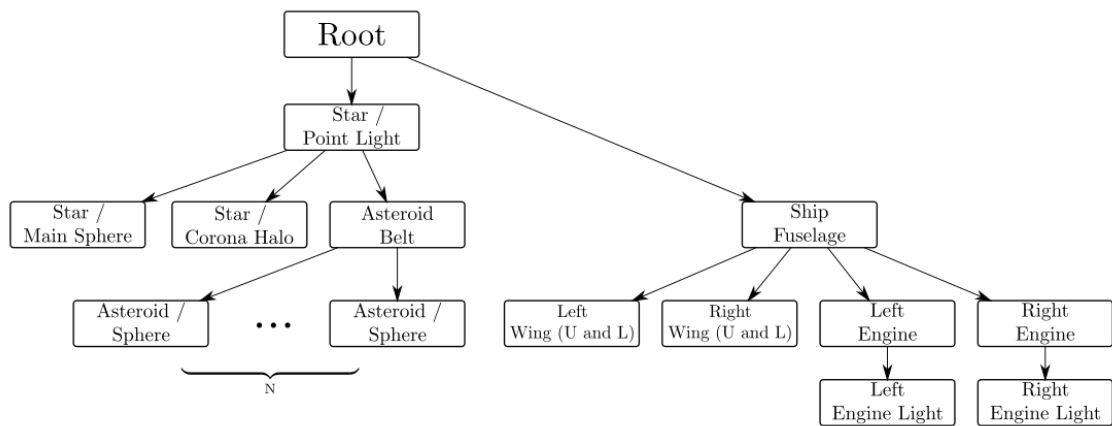 Root
Star /
Point Light
Star /
Main Sphere
Star /
Corona Halo
Asteroid
Belt
Ship
Fuselage
Asteroid /
Sphere
...
Asteroid /
Sphere
Left
Wing (U and L)
Right
Wing (U and L)
Left
Engine
Right
Engine
N
Left
Engine Light
Right
Engine Light